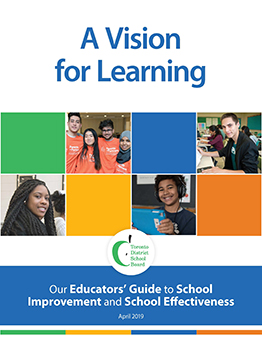 A Vision
for Learning
Toronto
District
School
Board
Our Educators' Guide to School
Improvement and School Effectiveness
April 2019